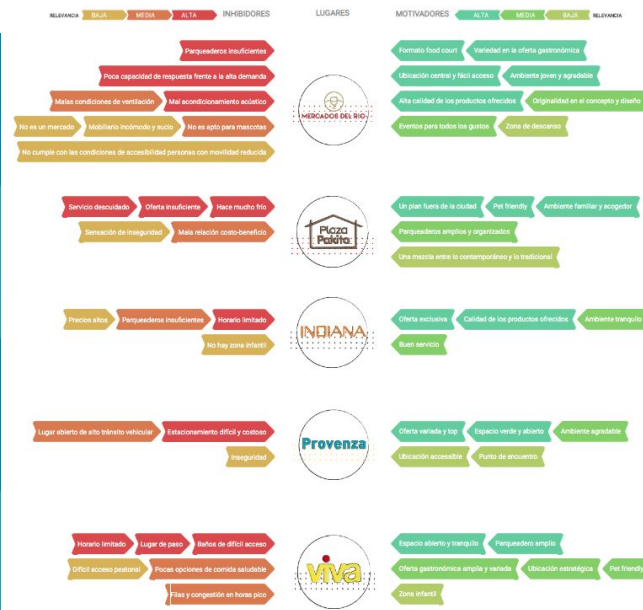 RELEVANCIA BAJA MEDIA ALTA INHIBIDORES LUGARES MOTIVADORES ALTA MEDIA BAJA RELEVANCIA
Parqueaderos insuficientes
Poca capacidad de respuesta frente a la alta demanda
Malas condiciones de ventilación Mal acondicionamiento acústico
No es un mercado Mobiliario incómodo y sucio No es apto para mascotas
No cumple con las condiciones de accesibilidad personas con movilidad reducida
MERCADOS DEL RIO
Formato food court Variedad en la oferta gastronómica
Ubicación central y fácil acceso Ambiente joven y agradable
Alta calidad de los productos ofrecidos Originalidad en el concepto y diseño
Eventos para todos los gustos Zona de descanso
Servicio descuidado Oferta insuficiente Hace mucho frío
Sensación de inseguridad Mala relación costo-beneficio
Plaza
Pakita
Un plan fuera de la ciudad Pet friendly Ambiente familiar y acogedor
Parqueaderos amplios y organizados
Una mezcla entre lo contemporáneo y lo tradicional
Precios altos Parqueaderos insuficientes Horario limitado
No hay zona infantil
INDIANA
Oferta exclusiva Calidad de los productos ofrecidos Ambiente tranquilo
Buen servicio
Lugar abierto de alto tránsito vehicular Estacionamiento difícil y costoso
Inseguridad
Provenza
Oferta variada y top Espacio verde y abierto Ambiente agradable
Ubicación accessible Punto de encuentro
Horario limitado Lugar de paso Baños de difícil acceso
Difícil acceso peatonal Pocas opciones de comida saludable
Filas y congestión en horas pico
viva
Espacio abierto y tranquilo Parqueadero amplio
Oferta gastronómica amplia y variada Ubicación estratégica Pet friendly
Zona infantil